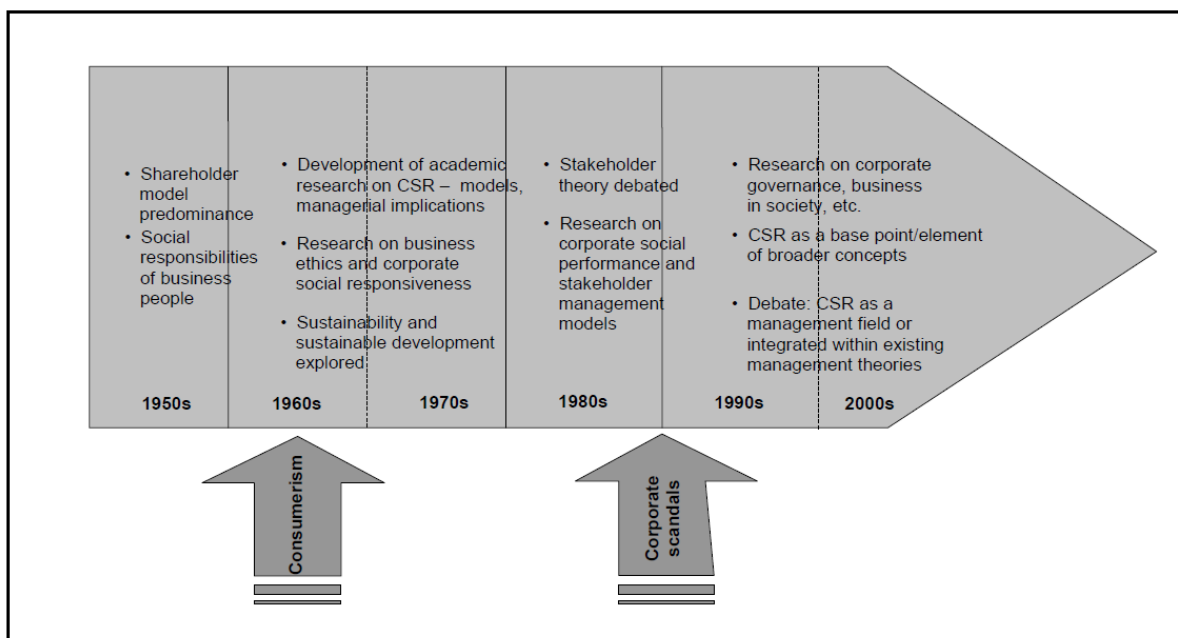 • Shareholder
model
predominance
• Social
responsibilities
of business
people
• Development of academic
research on CSR – models,
managerial implications
• Research on business
ethics and corporate
social responsiveness
• Sustainability and
sustainable development
explored
• Stakeholder
theory debated
• Research on
corporate social
performance and
stakeholder
management
models
• Research on corporate
governance, business
in society, etc.
• CSR as a base point/element
of broader concepts
• Debate: CSR as a
management field or
integrated within existing
management theories
1950s
1960s
1970s
1980s
1990s
2000s
Consumerism
Corporate
scandals